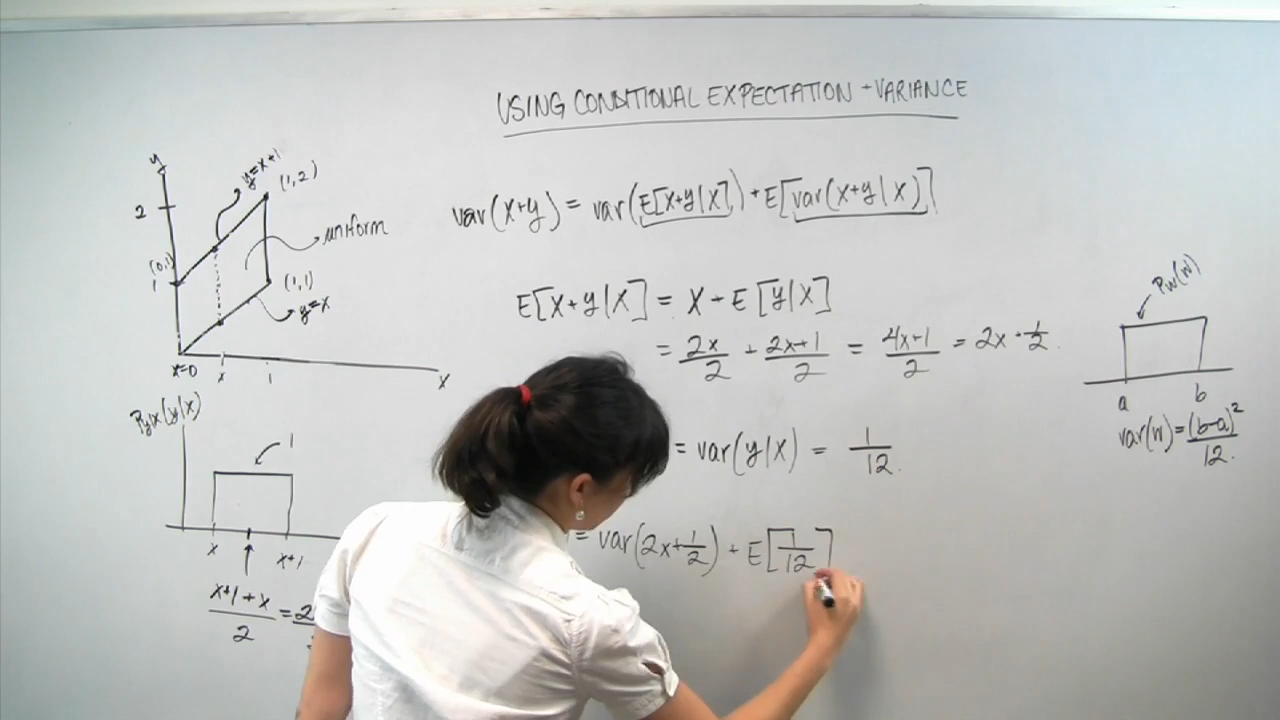 USING CONDITIONAL EXPECTATION + VARIANCE
var(x+y) = var(E[x+y|x]) + E[var(x+y|x)]
E[x+y|x] = x + E[y|x]
= 2x/2 + 2x+1/2 = 4x+1/2 = 2x + 1/2.
= var(y|x) = 1/12.
= var(2x+1/2) + E[1/12]
y
2
y=x+1
(1,2)
uniform
(0,1)
1
(1,1)
y=x
x=0
x
1
x
Py|x(y|x)
1
x
x+1
x+1+x/2 = 2
Pw(w)
a
b
var(w) = (b-a)²/12.